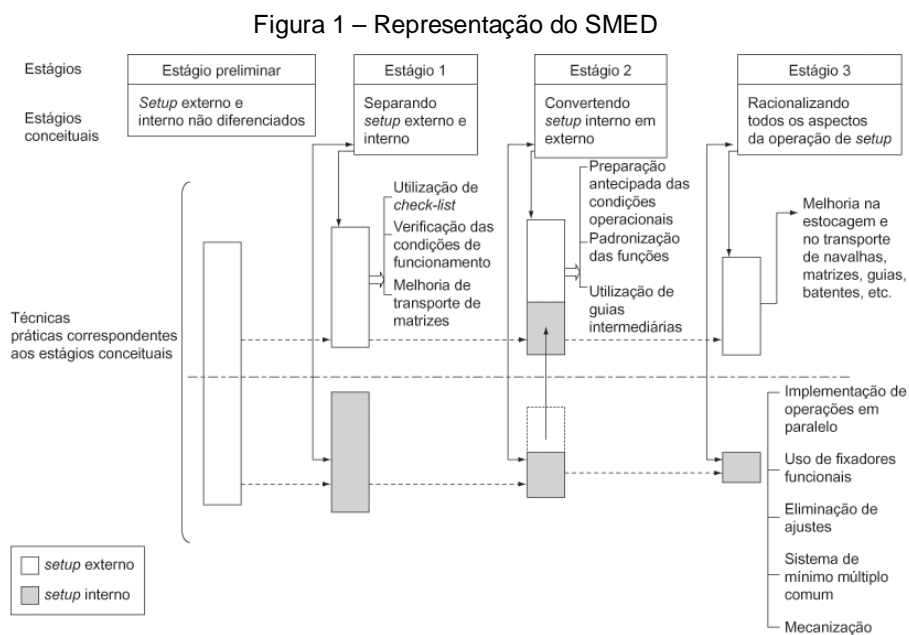 Figura 1 – Representação do SMED
Estágios
Estágio preliminar
Estágio 1
Estágio 2
Estágio 3
Estágios
conceituais
Setup externo e
interno não diferenciados
Separando
setup externo e
interno
Convertendo
setup interno em
externo
Racionalizando
todos os aspectos
da operação de setup
Técnicas
práticas correspondentes
aos estágios conceituais
Utilização de
check-list
Verificação das
condições de
funcionamento
Melhoria de
transporte de
matrizes
Preparação
antecipada das
condições
operacionais
Padronização
das funções
Utilização de
guias
intermediárias
Melhoria na
estocagem e
no transporte
de navalhas,
matrizes, guias,
batentes, etc.
Implementação de
operações em
paralelo
Uso de fixadores
funcionais
Eliminação de
ajustes
Sistema de
mínimo múltiplo
comum
Mecanização
setup externo
setup interno